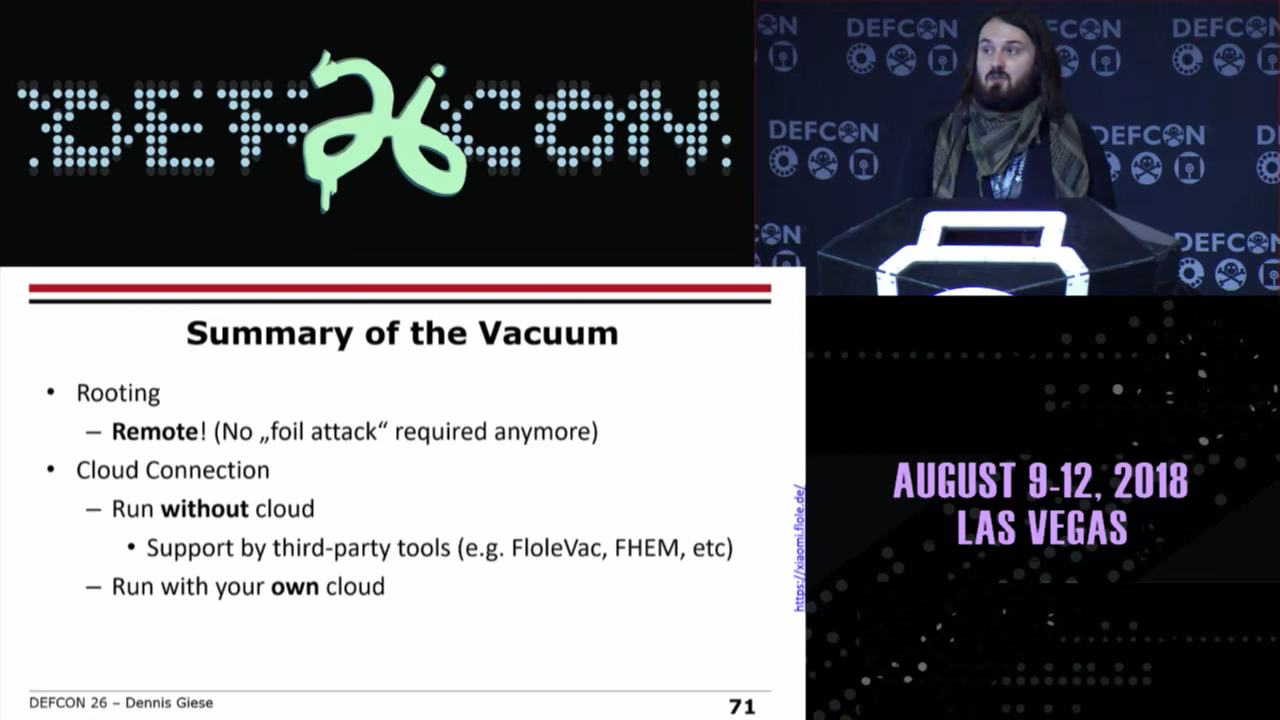 DEFCON
26
DEFCON
DEFCON
DEFCON
DEFCON
DEFCON
Summary of the Vacuum
• Rooting
– Remote! (No „foil attack“ required anymore)
• Cloud Connection
– Run without cloud
• Support by third-party tools (e.g. FloleVac, FHEM, etc)
– Run with your own cloud
https://xiaomi.flole.de/
DEFCON 26 – Dennis Giese
71
AUGUST 9-12, 2018
LAS VEGAS